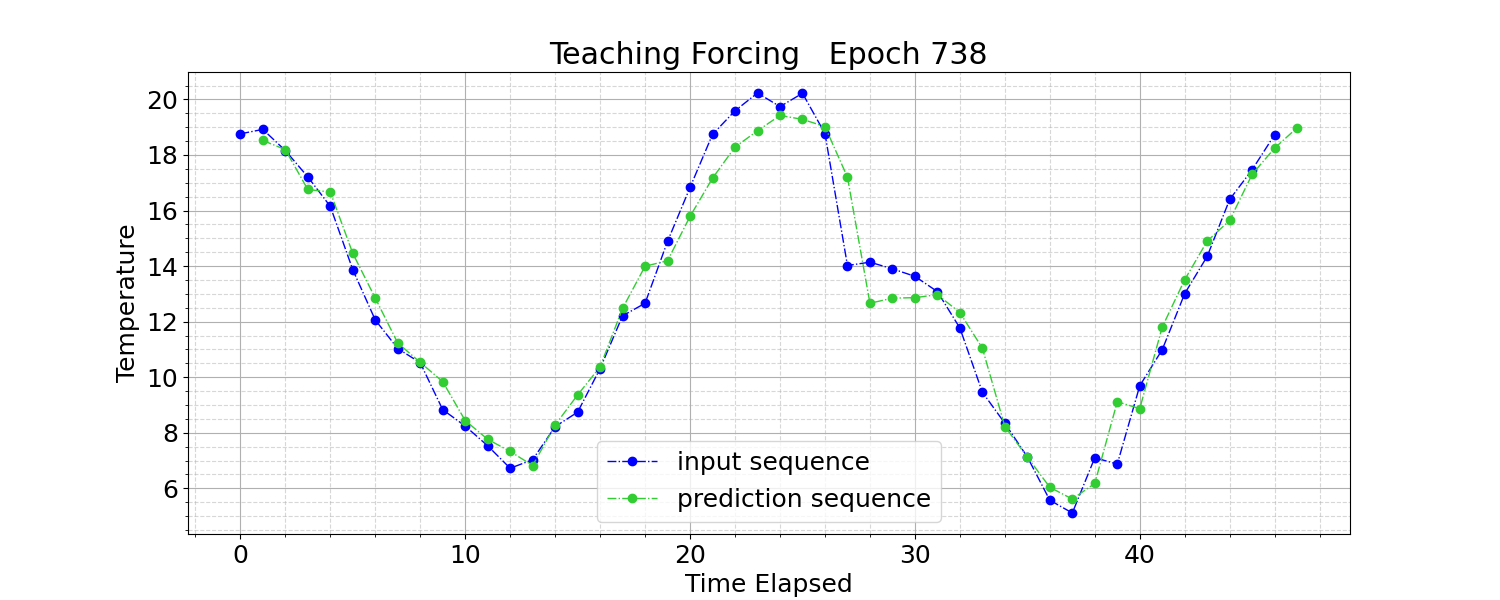 Teaching Forcing   Epoch 738
20
18
16
14
12
10
8
6
Temperature
input sequence
prediction sequence
0 10 20 30 40
Time Elapsed